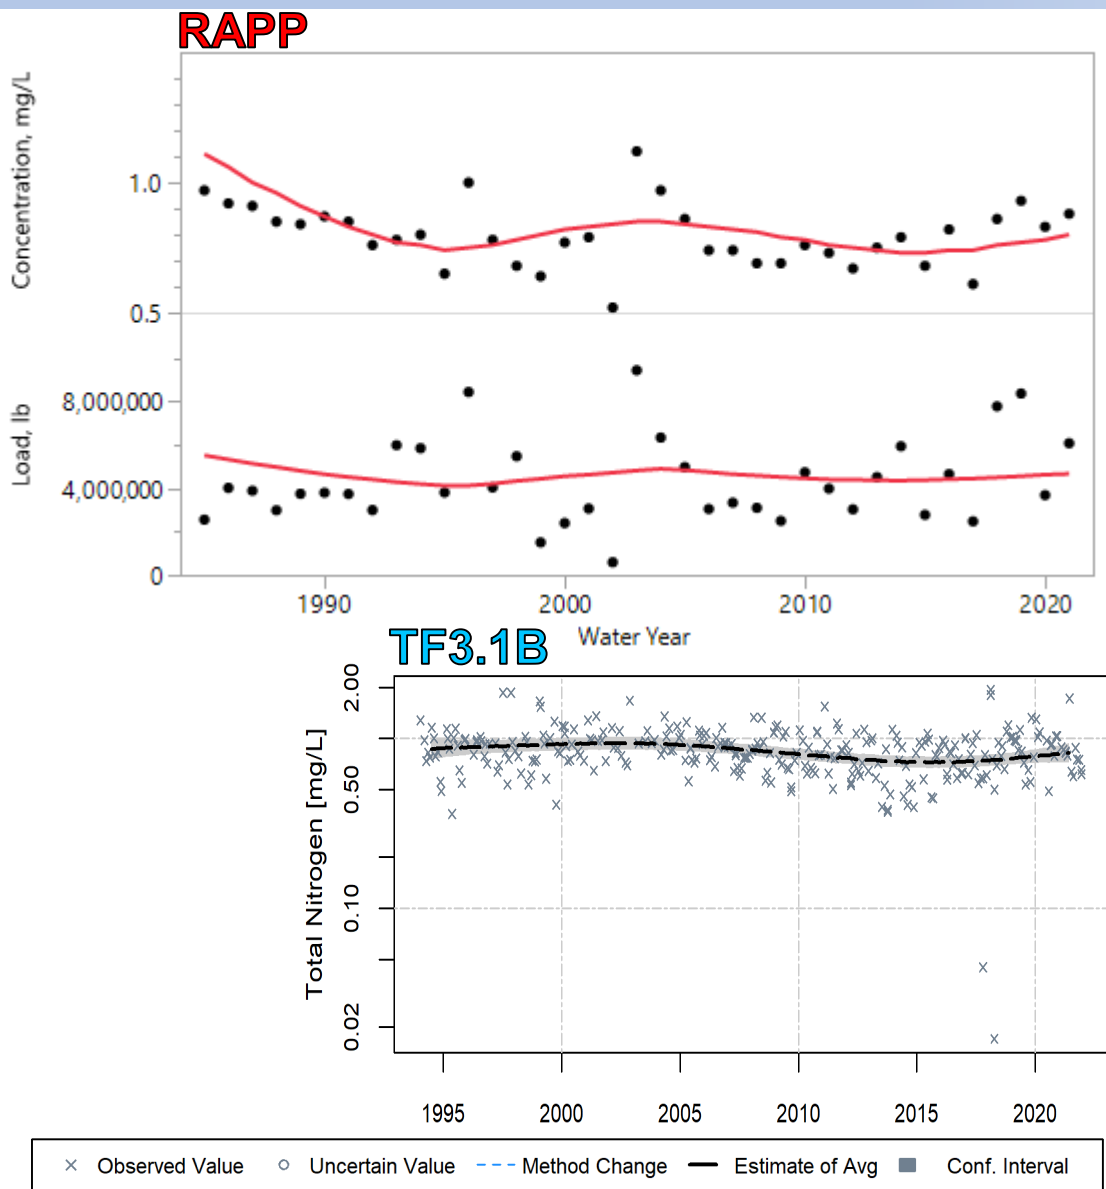 RAPP
Concentration, mg/L
1.0
0.5
Load, lb
8,000,000
4,000,000
0
1990 2000 2010 2020
Water Year
TF3.1B
Total Nitrogen [mg/L]
2.00
0.50
0.10
0.02
1995 2000 2005 2010 2015 2020
Observed Value Uncertain Value Method Change Estimate of Avg Conf. Interval